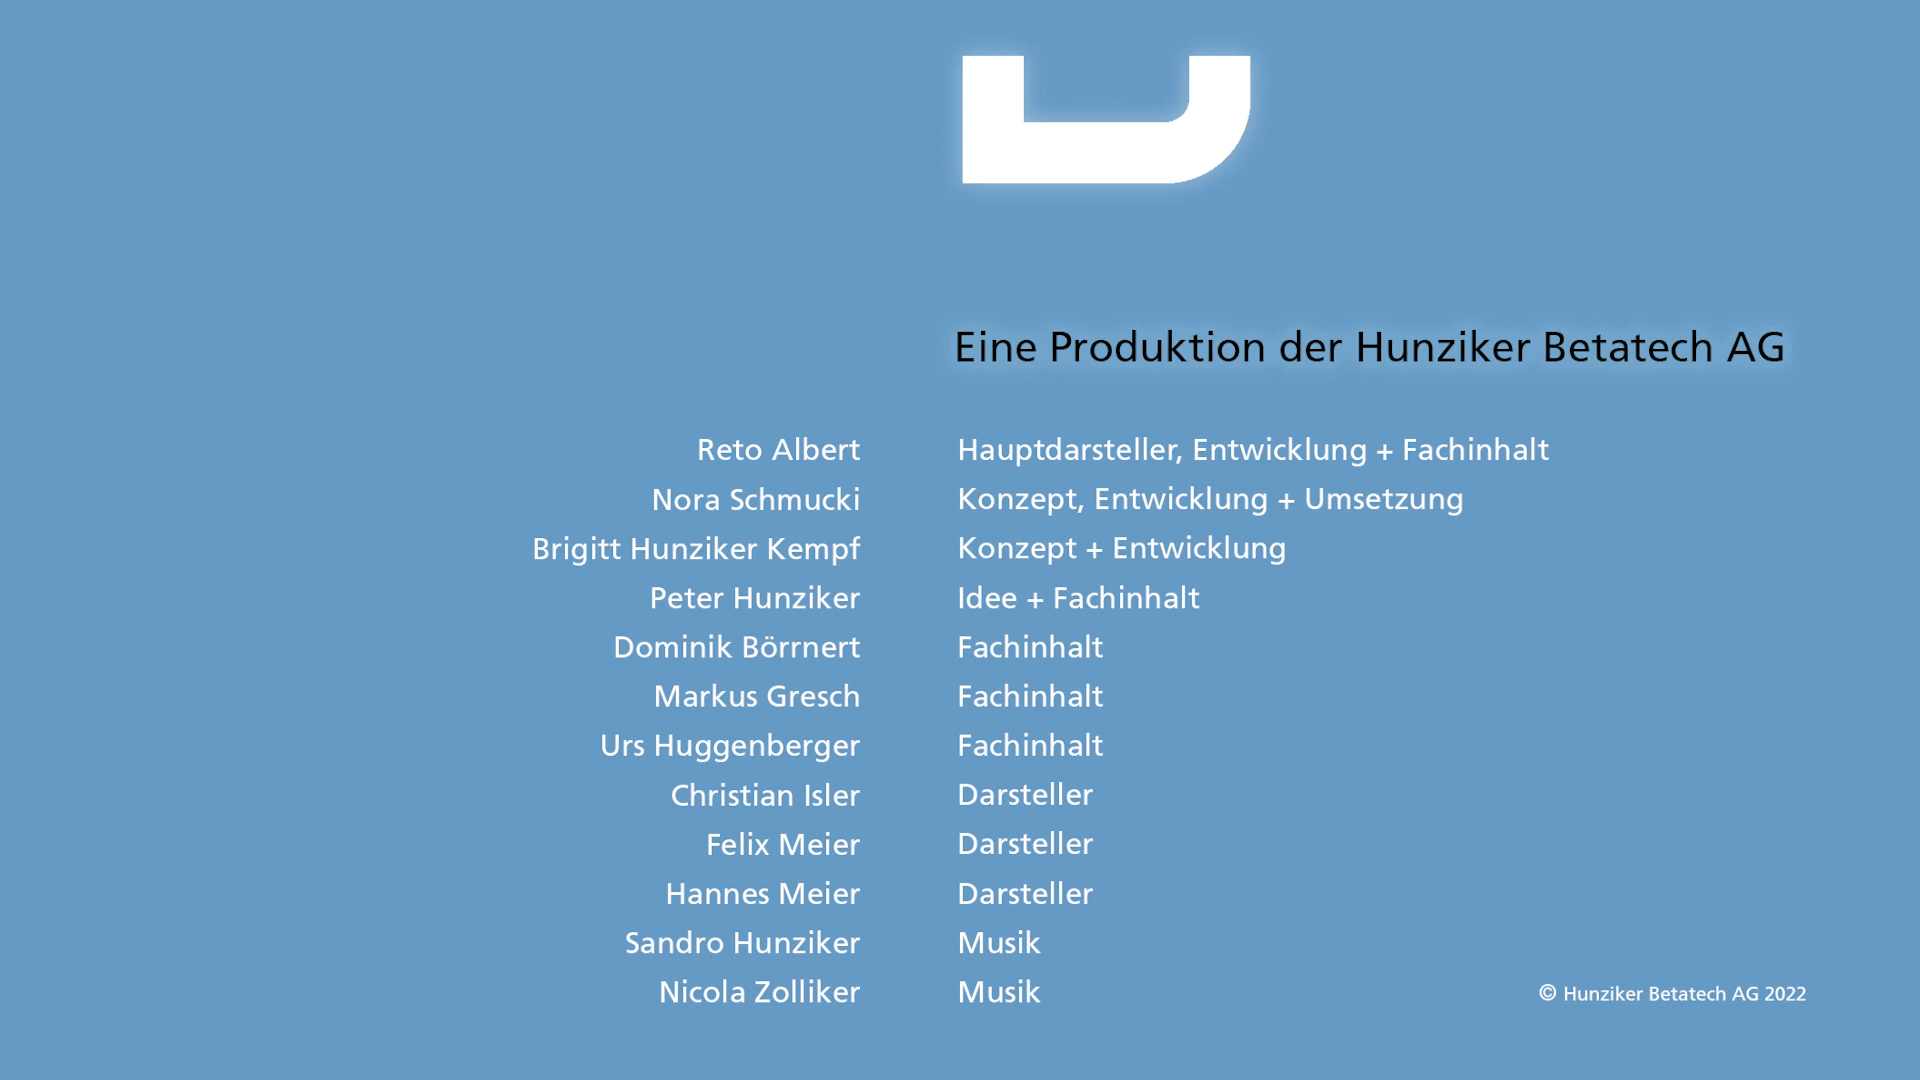 Eine Produktion der Hunziker Betatech AG
Reto Albert Hauptdarsteller, Entwicklung + Fachinhalt
Nora Schmucki Konzept, Entwicklung + Umsetzung
Brigitt Hunziker Kempf Konzept + Entwicklung
Peter Hunziker Idee + Fachinhalt
Dominik Börrnert Fachinhalt
Markus Gresch Fachinhalt
Urs Huggenberger Fachinhalt
Christian Isler Darsteller
Felix Meier Darsteller
Hannes Meier Darsteller
Sandro Hunziker Musik
Nicola Zolliker Musik
© Hunziker Betatech AG 2022